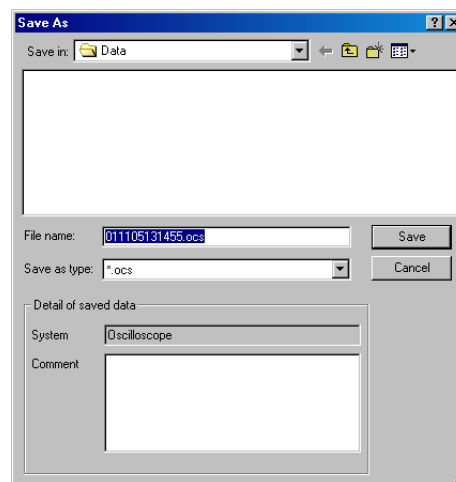 Save As
Save in: Data
File name: 011105131455.ocs Save
Save as type: *.ocs Cancel
Detail of saved data
System Oscilloscope
Comment